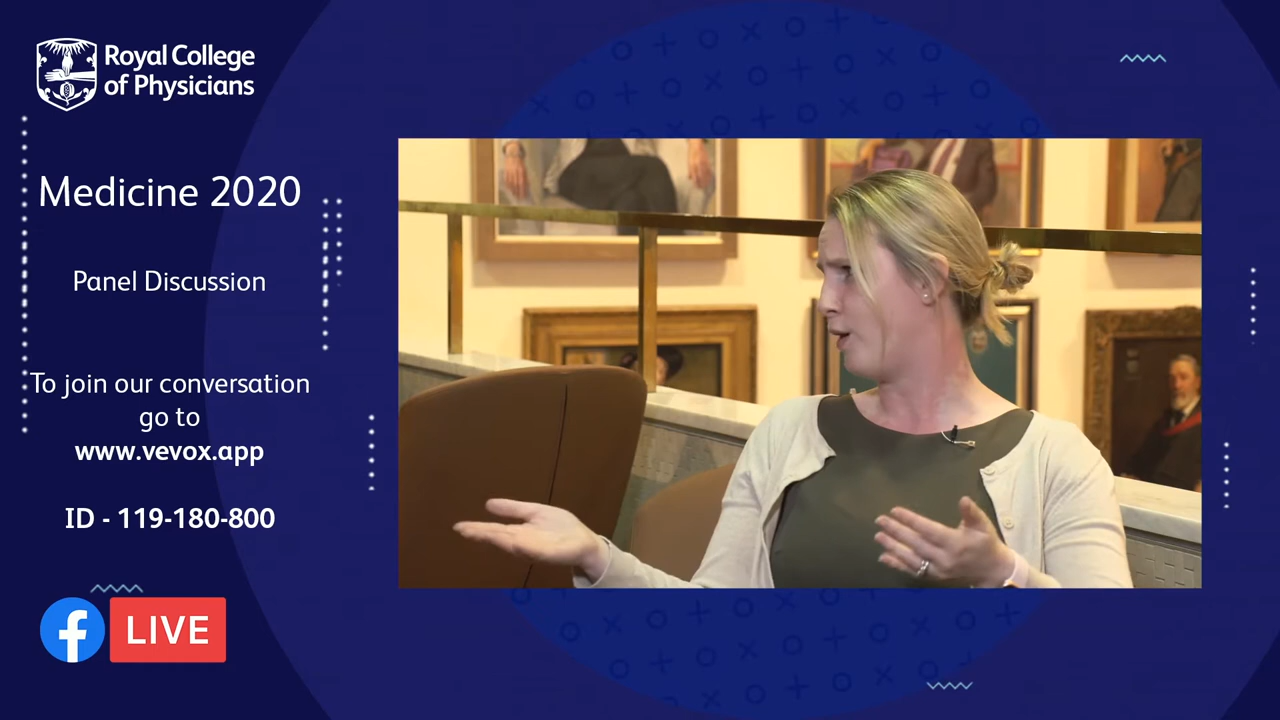 Royal College
of Physicians
Medicine 2020
Panel Discussion
To join our conversation
go to
www.vevox.app
ID - 119-180-800
LIVE